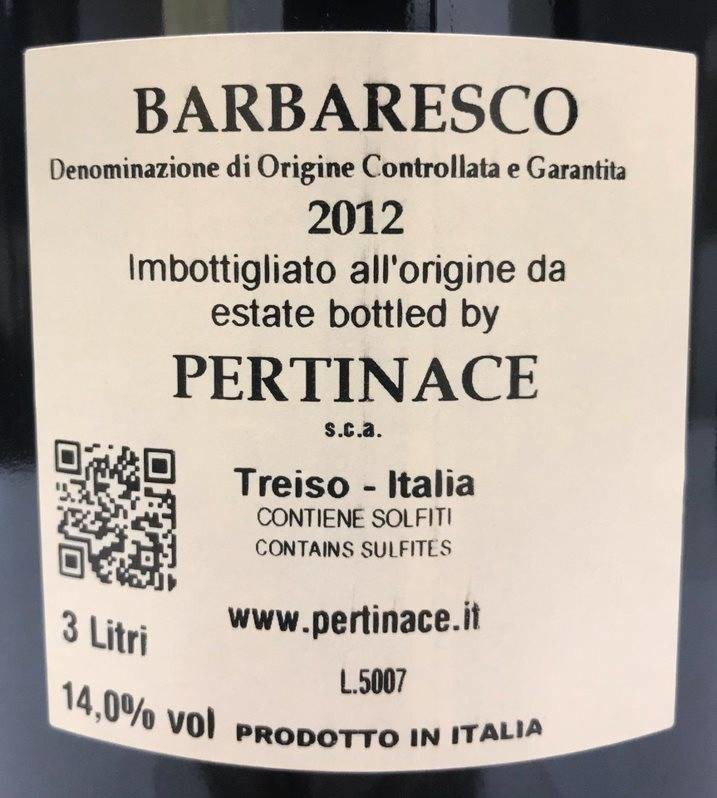 BARBARESCO
Denominazione di Origine Controllata e Garantita
2012
Imbottigliato all'origine da
estate bottled by
PERTINACE
s.c.a.
Treiso - Italia
CONTIENE SOLFITI
CONTAINS SULFITES
www.pertinace.it
3 Litri
L.5007
14,0% vol
PRODOTTO IN ITALIA